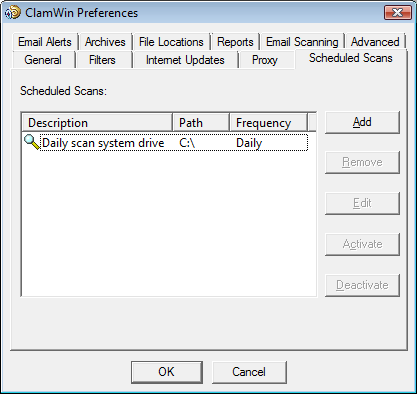 ClamWin Preferences
Email Alerts Archives File Locations Reports Email Scanning Advanced
General Filters Internet Updates Proxy Scheduled Scans
Scheduled Scans:
Description Path Frequency
Daily scan system drive C:\ Daily
Add
Remove
Edit
Activate
Deactivate
OK Cancel